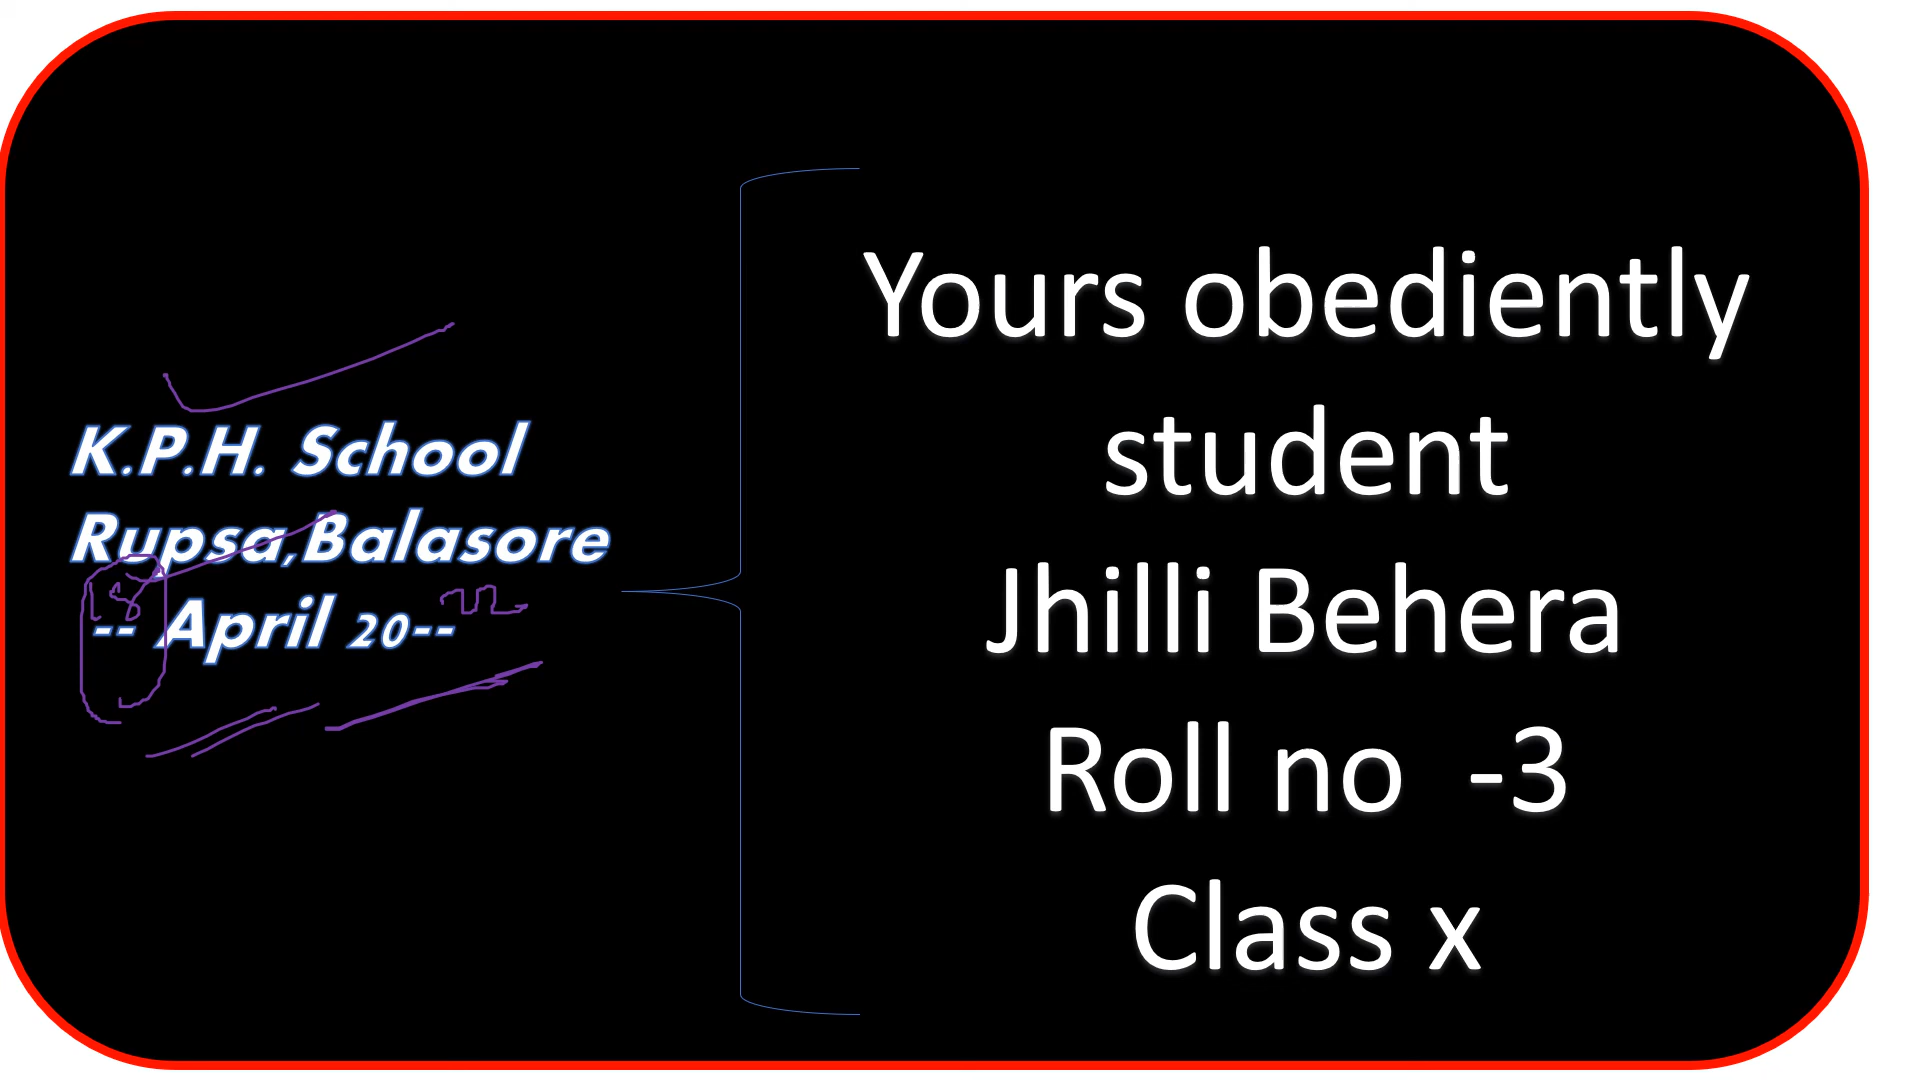 K.P.H. School
Rupsa,Balasore
-- April 20--
Yours obediently
student
Jhilli Behera
Roll no -3
Class x